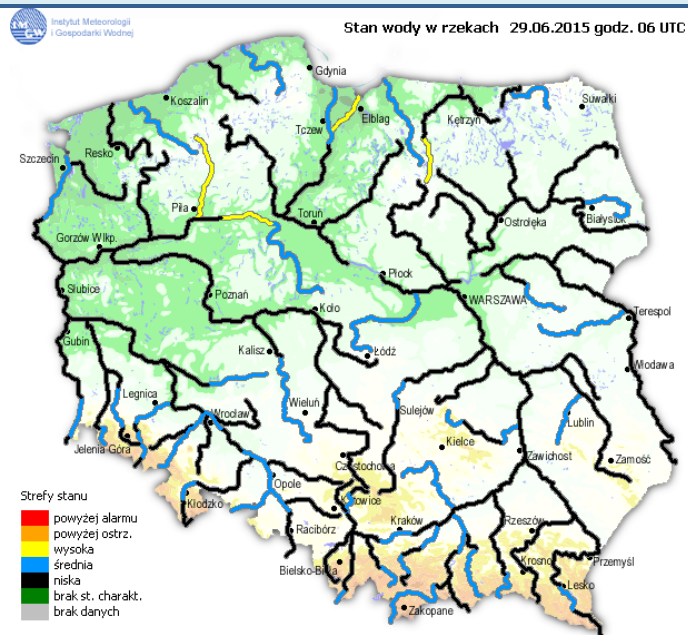 Instytut Meteorologii
i Gospodarki Wodnej
Stan wody w rzekach 29.06.2015 godz. 06 UTC
Gdynia
Koszalin
Suwałki
Elbląg
Kętrzyn
Tczew
Resko
Szczecin
Piła
Toruń
Ostrołęka
Białystok
Gorzów Wlkp.
Płock
Słubice
Poznań
WARSZAWA
Koło
Terespol
Gubin
Kalisz
Łódź
Włodawa
Legnica
Wieluń
Sulejów
Wrocław
Lublin
Jelenia Góra
Kielce
Częstochowa
Zawichost
Zamość
Opole
Kłodzko
Katowice
Racibórz
Kraków
Rzeszów
Bielsko-Biała
Krosno
Przemyśl
Lesko
Zakopane
Strefy stanu
powyżej alarmu
powyżej ostrz.
wysoka
średnia
niska
brak st. charakt.
brak danych